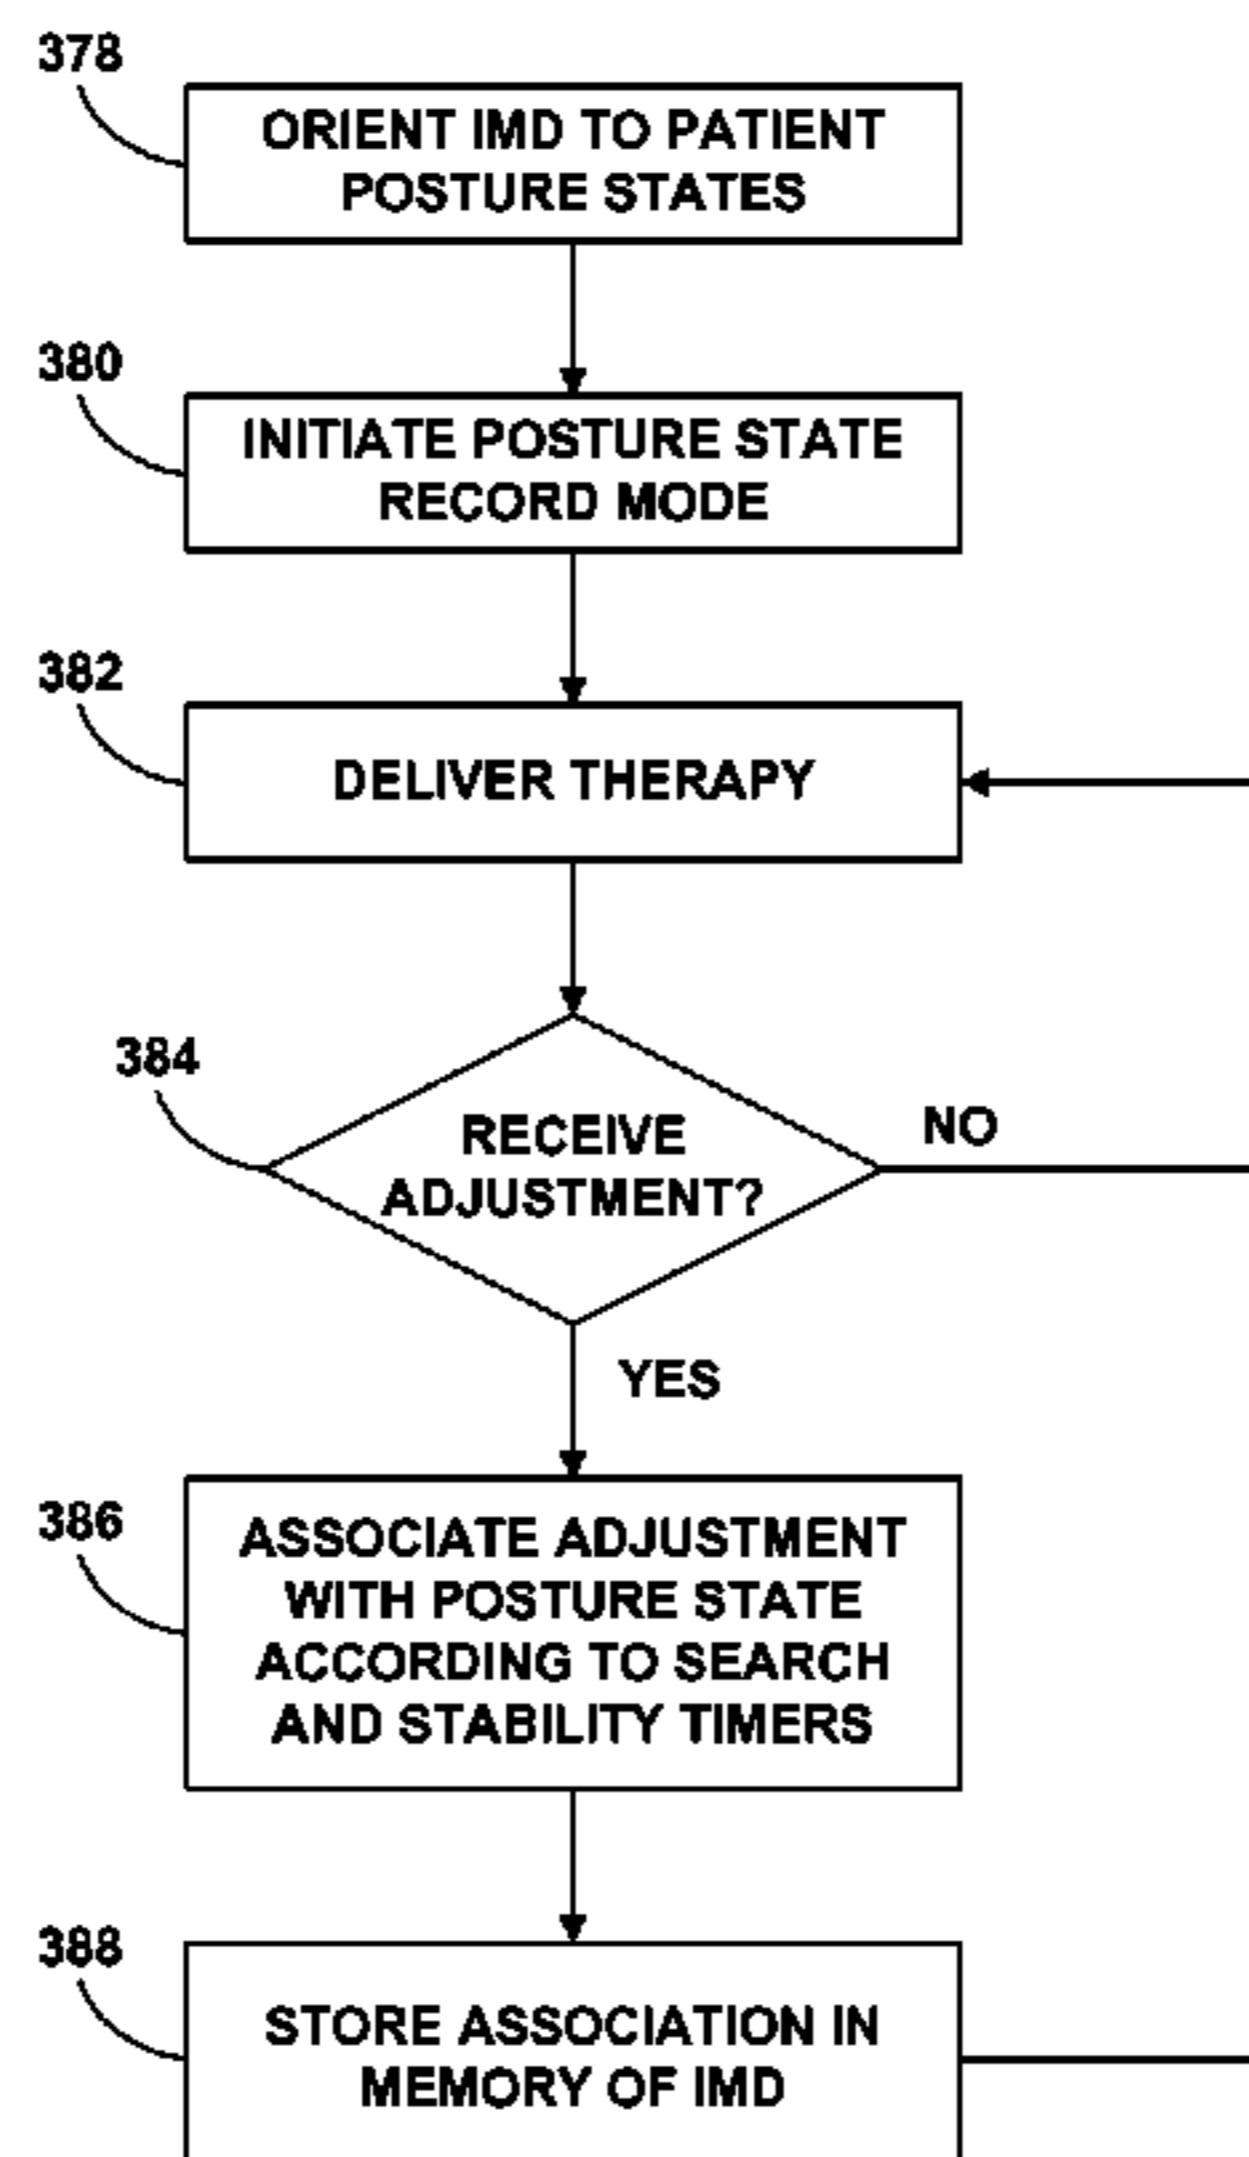 378
ORIENT IMD TO PATIENT
POSTURE STATES
380
INITIATE POSTURE STATE
RECORD MODE
382
DELIVER THERAPY
384
RECEIVE
ADJUSTMENT?
NO
YES
386
ASSOCIATE ADJUSTMENT
WITH POSTURE STATE
ACCORDING TO SEARCH
AND STABILITY TIMERS
388
STORE ASSOCIATION IN
MEMORY OF IMD